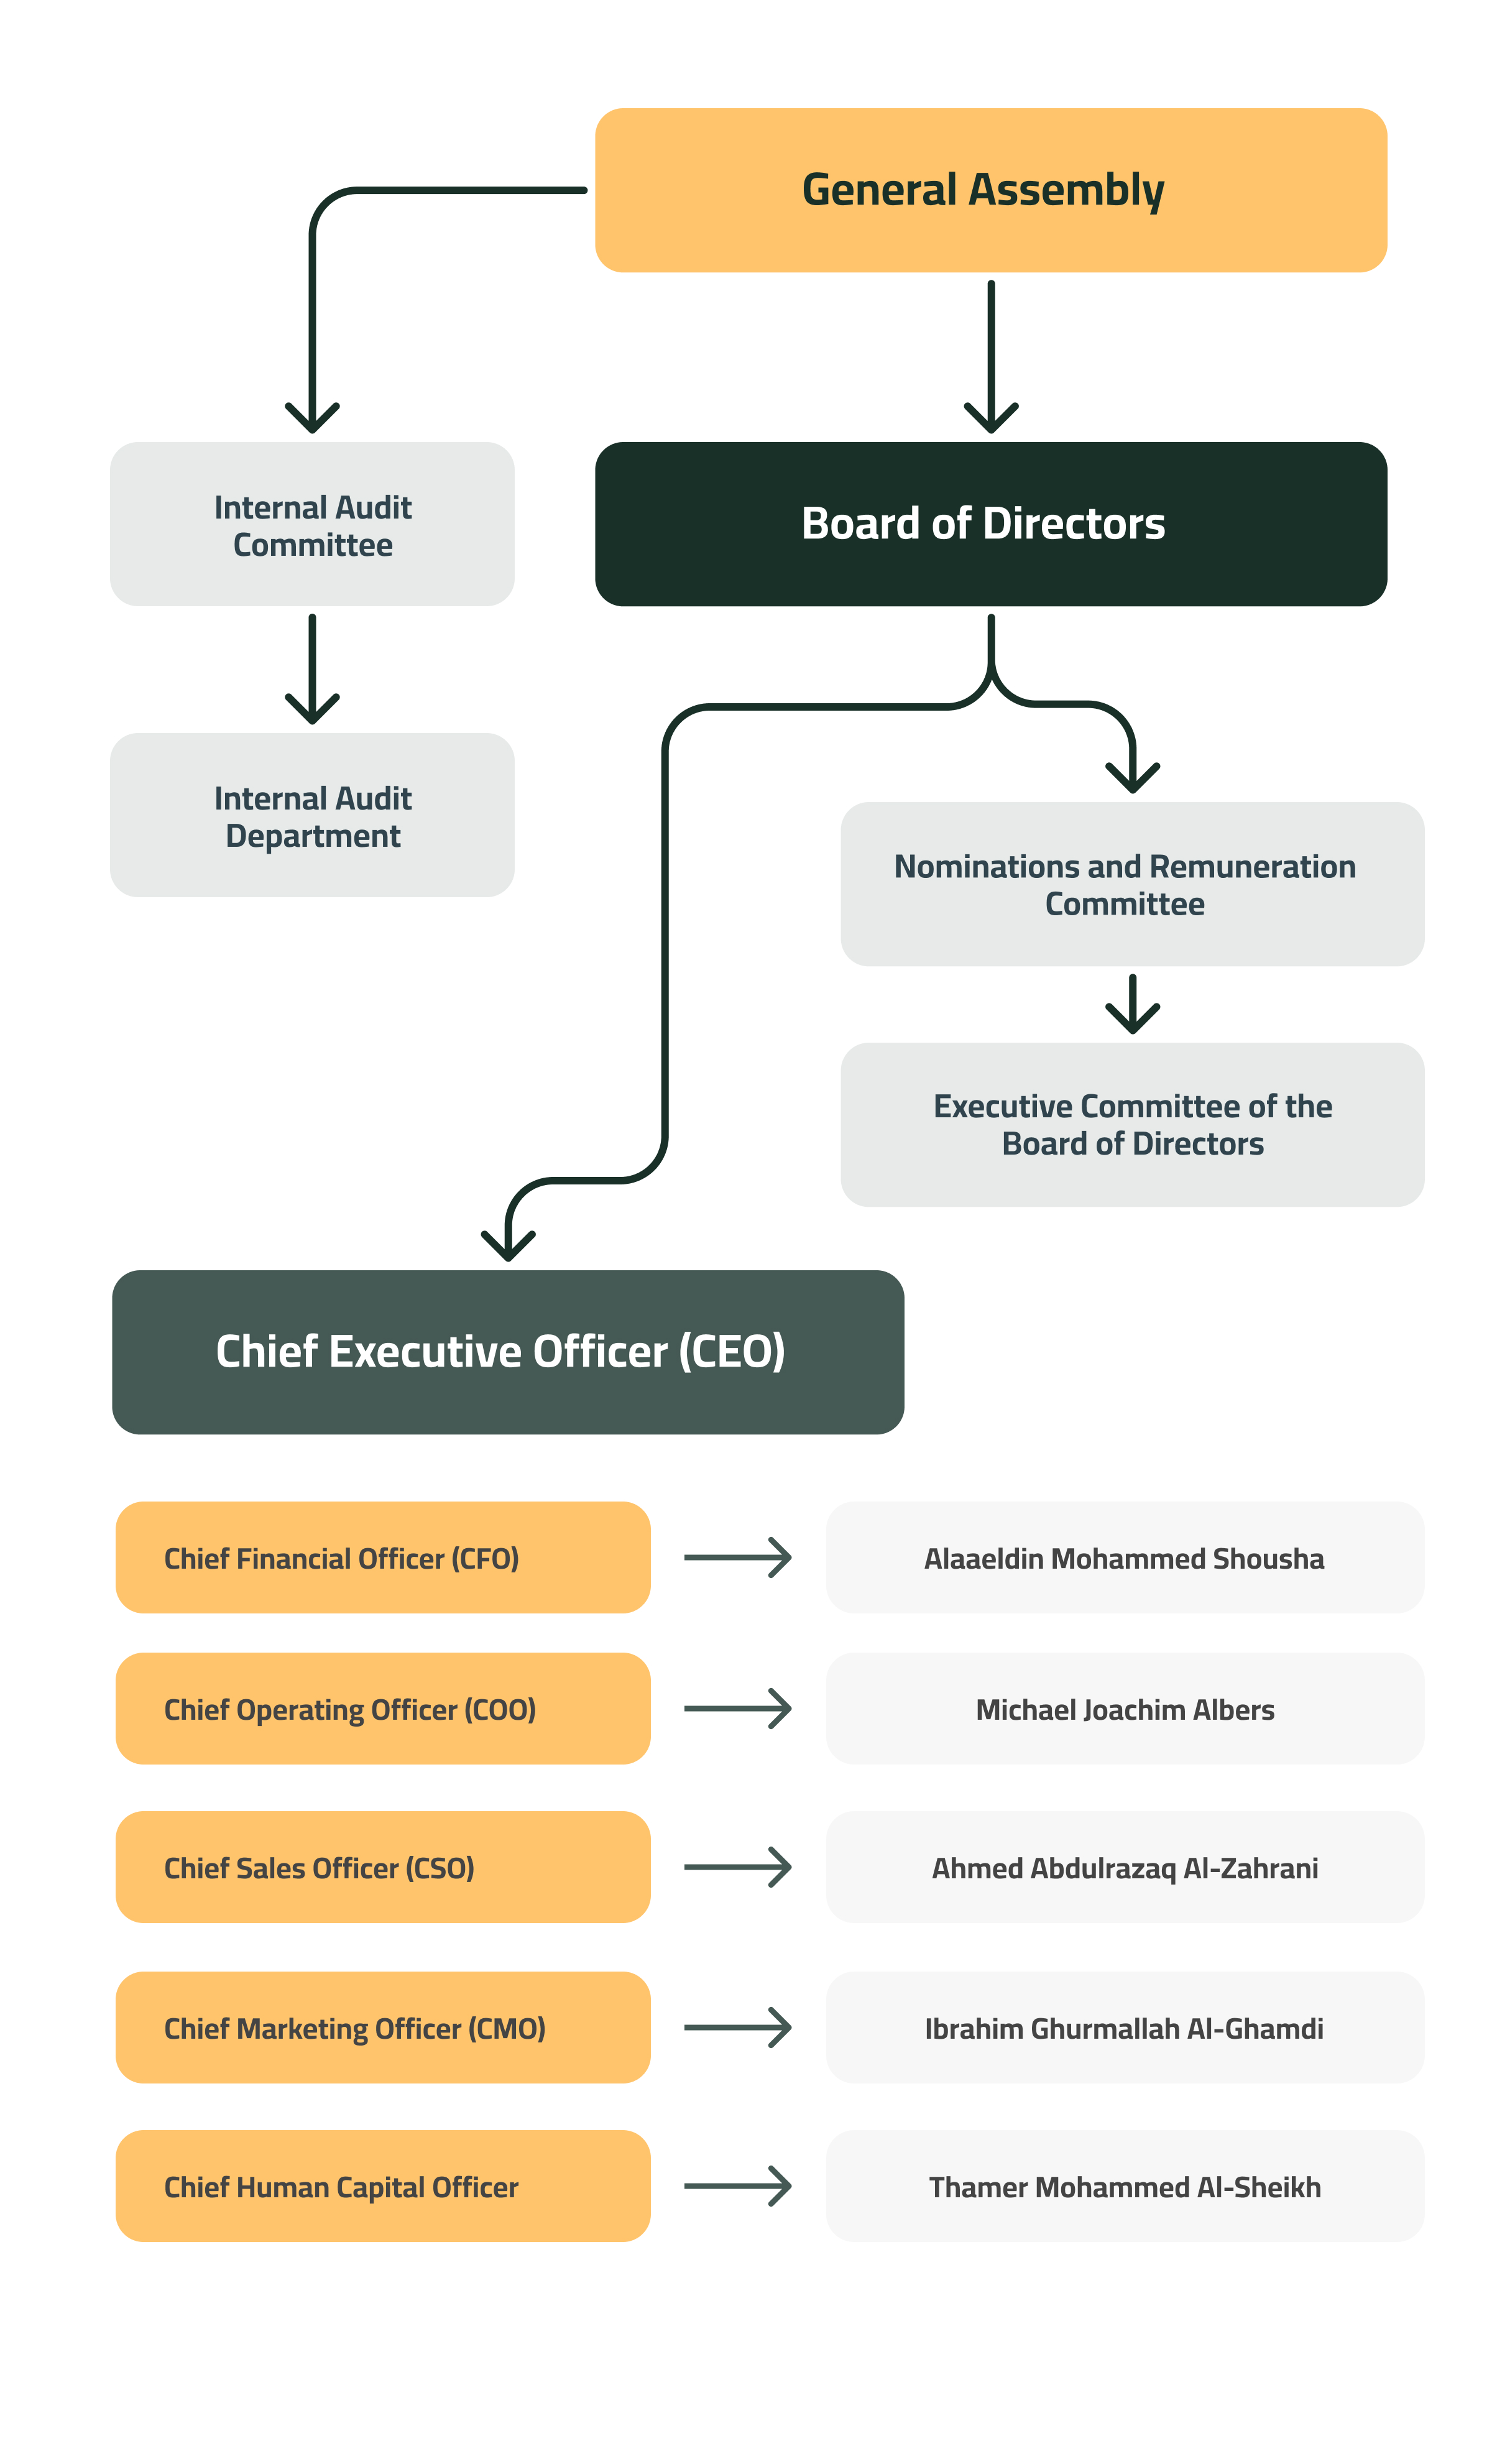 General Assembly
Internal Audit
Committee
Board of Directors
Internal Audit
Department
Nominations and Remuneration
Committee
Executive Committee of the
Board of Directors
Chief Executive Officer (CEO)
Chief Financial Officer (CFO)
Alaaeldin Mohammed Shousha
Chief Operating Officer (COO)
Michael Joachim Albers
Chief Sales Officer (CSO)
Ahmed Abdulrazaq Al-Zahrani
Chief Marketing Officer (CMO)
Ibrahim Ghurmallah Al-Ghamdi
Chief Human Capital Officer
Thamer Mohammed Al-Sheikh